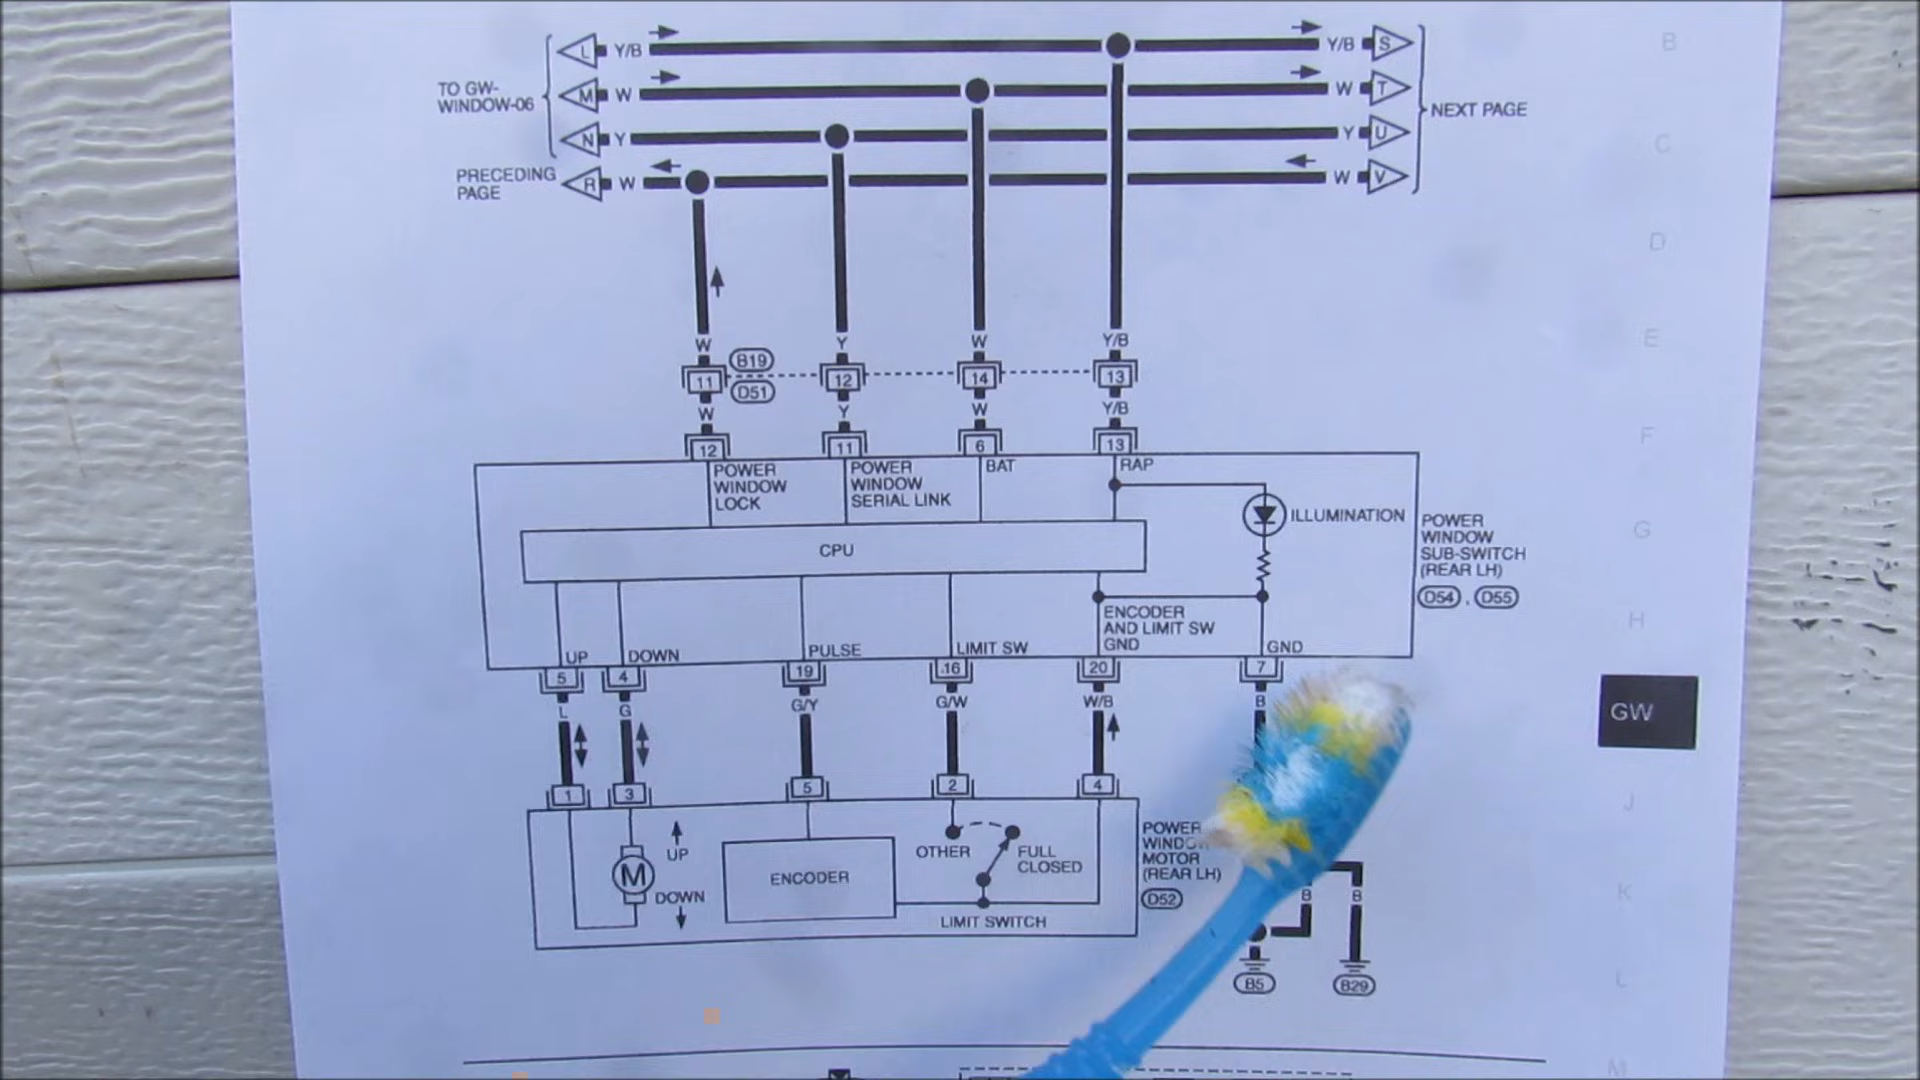 L Y/B Y/B S
TO GW-
WINDOW-06
M W W T
NEXT PAGE
N Y Y U
PRECEDING
PAGE
R W W V
B
C
D
E
F
G
H
GW
J
K
L
M
W Y W Y/B
B19
11 12 14 13
D51
W Y W Y/B
12 11 6 13
POWER
WINDOW
LOCK
POWER
WINDOW
SERIAL LINK
BAT
RAP
ILLUMINATION
CPU
POWER
WINDOW
SUB-SWITCH
(REAR LH)
D54 , D55
ENCODER
AND LIMIT SW
GND
UP DOWN PULSE LIMIT SW GND
5 4 19 16 20 7
L G G/Y G/W W/B B
1 3 5 2 4
UP
M
DOWN
ENCODER
OTHER
FULL
CLOSED
LIMIT SWITCH
POWER
WINDOW
MOTOR
(REAR LH)
D52
B B
B5 B29